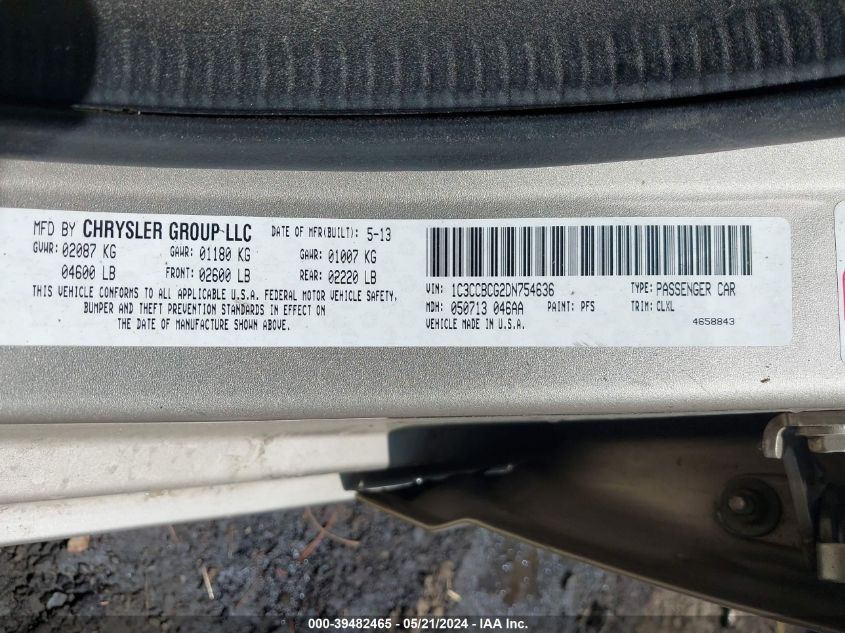 MFD BY CHRYSLER GROUP LLC DATE OF MFR(BUILT): 5-13
GVWR: 02087 KG GAWR: 01180 KG GAWR: 01007 KG
04600 LB FRONT: 02600 LB REAR: 02220 LB
THIS VEHICLE CONFORMS TO ALL APPLICABLE U.S.A. FEDERAL MOTOR VEHICLE SAFETY,
BUMPER AND THEFT PREVENTION STANDARDS IN EFFECT ON
THE DATE OF MANUFACTURE SHOWN ABOVE.
VIN: 1C3CCBCG2DN754636 TYPE: PASSENGER CAR
MDH: 050713 046AA PAINT: PFS TRIM: CLXL
VEHICLE MADE IN U.S.A. 4658843
000-39482465 - 05/21/2024 - IAA Inc.